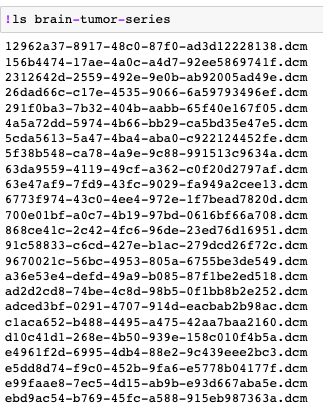 !ls brain-tumor-series
12962a37-8917-48c0-87f0-ad3d12228138.dcm
156b4474-17ae-4a0c-a4d7-92ee5869741f.dcm
2312642d-2559-492e-9e0b-ab92005ad49e.dcm
26dad66c-c17e-4535-9066-6a59793496ef.dcm
291f0ba3-7b32-404b-aabb-65f40e167f05.dcm
4a5a72dd-5974-4b66-bb29-ca5bd35e47e5.dcm
5cda5613-5a47-4ba4-aba0-c922124452fe.dcm
5f38b548-ca78-4a9e-9c88-991513c9634a.dcm
63da9559-4119-49cf-a362-c0f20d2797af.dcm
63e47af9-7fd9-43fc-9029-fa949a2cee13.dcm
6773f974-43c0-4ee4-972e-1f7bead7820d.dcm
700e01bf-a0c7-4b19-97bd-0616bf66a708.dcm
868ce41c-2c42-4fc6-96de-23ed76d16951.dcm
91c58833-c6cd-427e-b1ac-279dcd26f72c.dcm
9670021c-56bc-4953-805a-6755be3de549.dcm
a36e53e4-defd-49a9-b085-87f1be2ed518.dcm
ad2d2cd8-74be-4c8d-98b5-0f1bb8b2e252.dcm
adced3bf-0291-4707-914d-eacbab2b98ac.dcm
c1aca652-b488-4495-a475-42aa7baa2160.dcm
d10c41d1-268e-4b50-939e-158c010f4b5a.dcm
e4961f2d-6995-4db4-88e2-9c439eee2bc3.dcm
e5dd8d74-f9c0-452b-9fa6-e5778b04177f.dcm
e99faae8-7ec5-4d15-ab9b-e93d667aba5e.dcm
ebd9ac54-b769-45fc-a588-915eb987363a.dcm